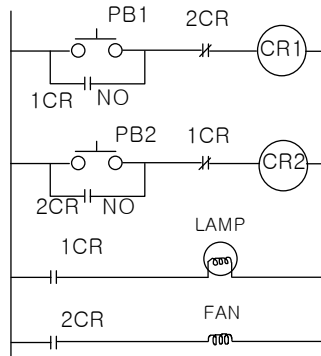 PB1 2CR
CR1
1CR NO
PB2 1CR
CR2
2CR NO
1CR LAMP
2CR FAN